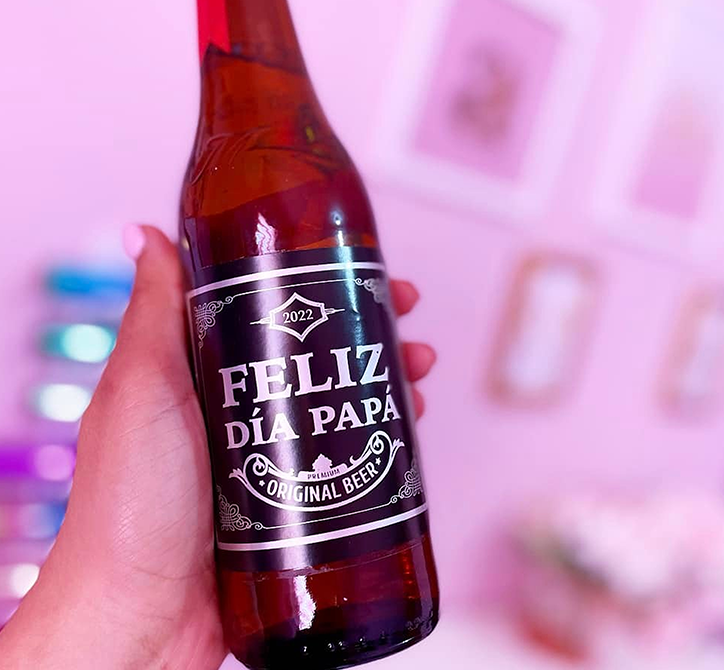 2022
FELIZ
DÍA PAPÁ
PREMIUM
ORIGINAL BEER